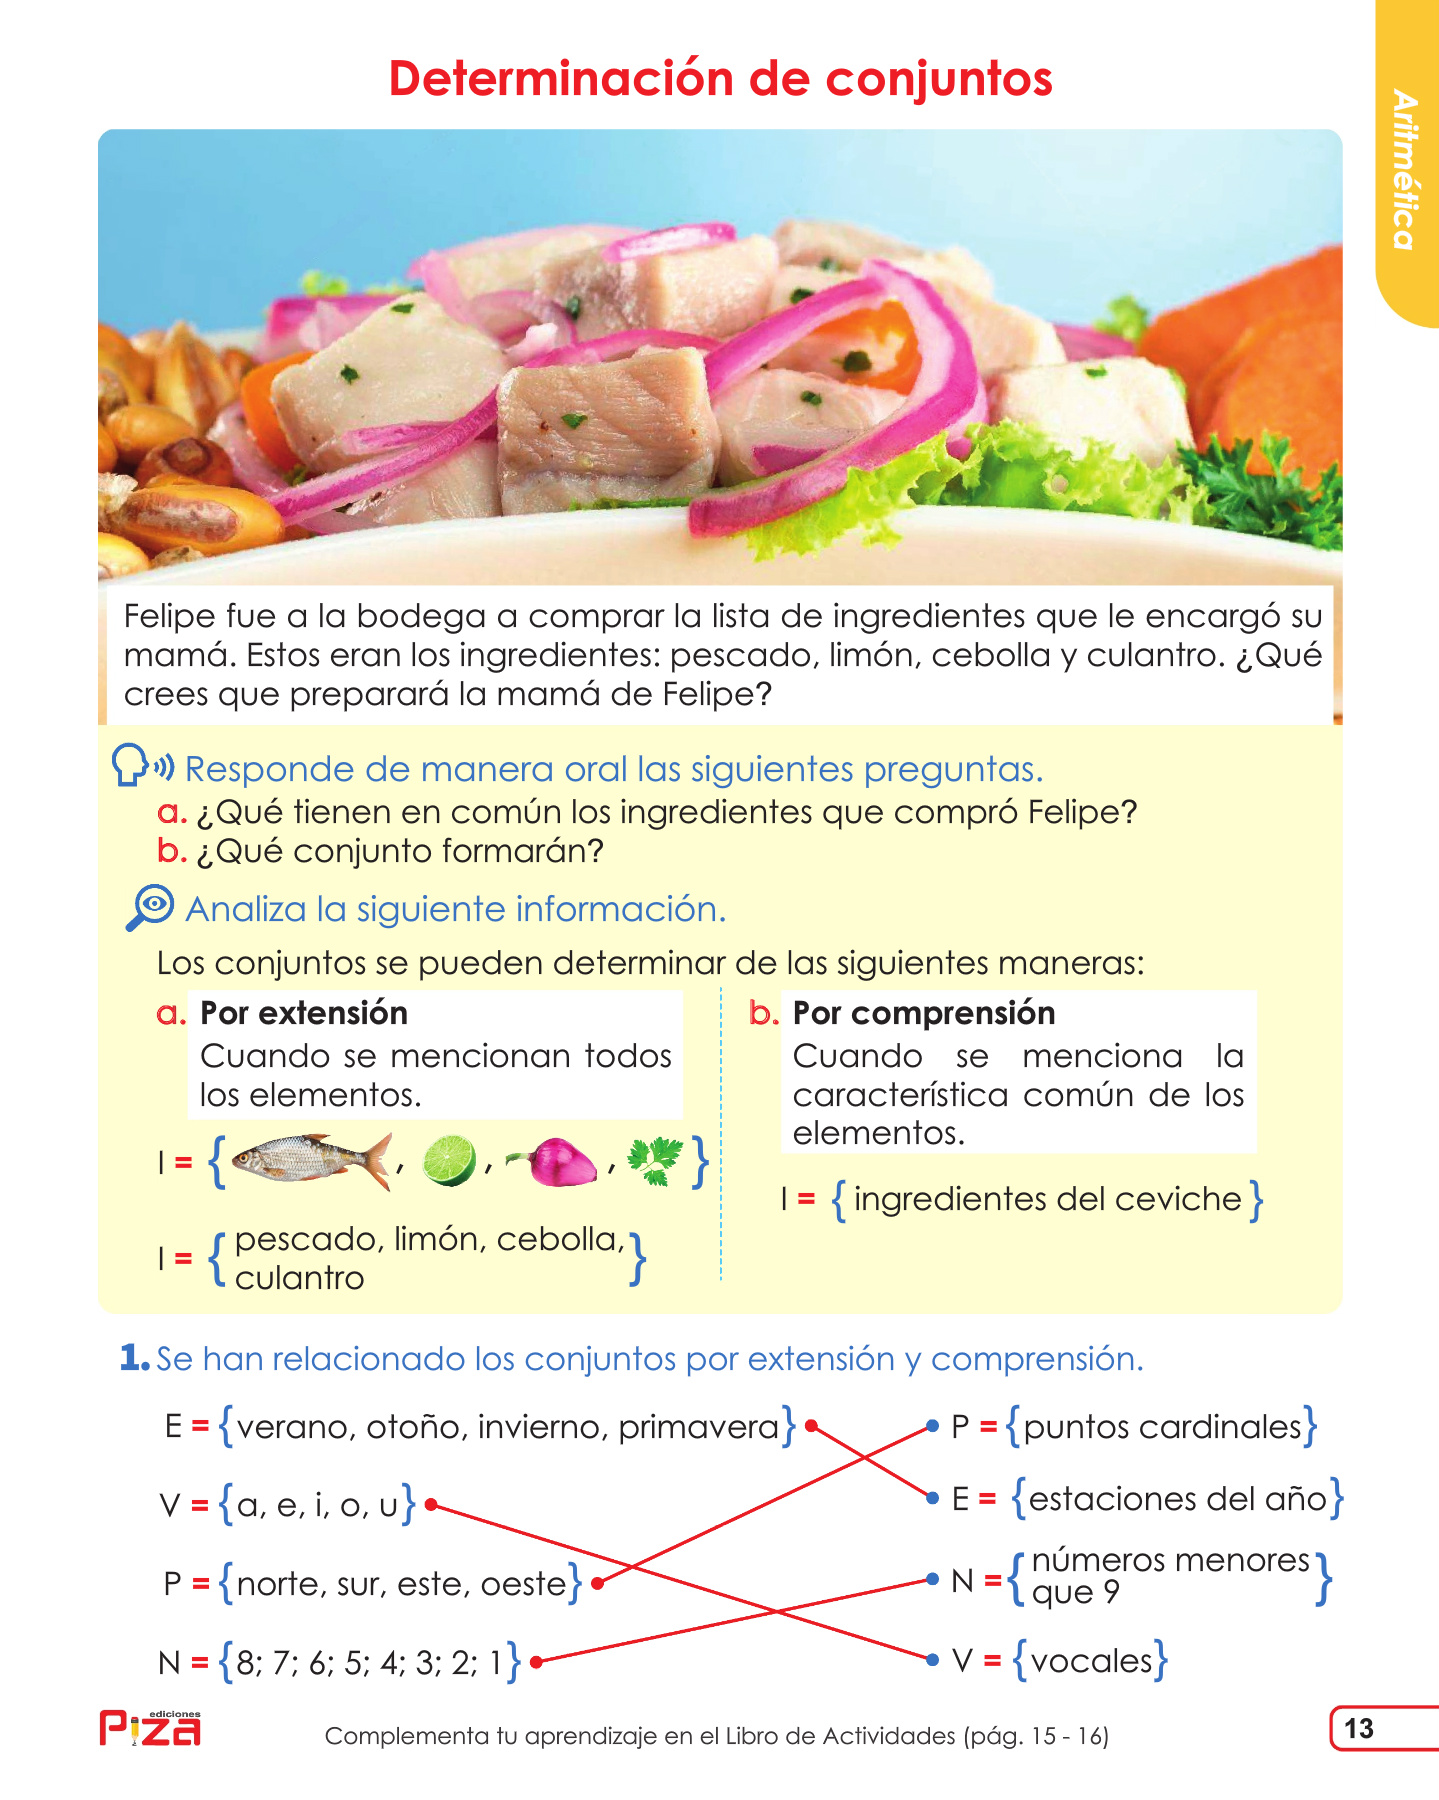 Determinación de conjuntos
Aritmética
Felipe fue a la bodega a comprar la lista de ingredientes que le encargó su
mamá. Estos eran los ingredientes: pescado, limón, cebolla y culantro. ¿Qué
crees que preparará la mamá de Felipe?
Responde de manera oral las siguientes preguntas.
a. ¿Qué tienen en común los ingredientes que compró Felipe?
b. ¿Qué conjunto formarán?
Analiza la siguiente información.
Los conjuntos se pueden determinar de las siguientes maneras:
a. Por extensión
Cuando se mencionan todos
los elementos.
I = { , , , }
I = { pescado, limón, cebolla,
culantro }
b. Por comprensión
Cuando se menciona la
característica común de los
elementos.
I = { ingredientes del ceviche }
1. Se han relacionado los conjuntos por extensión y comprensión.
E = {verano, otoño, invierno, primavera}
V = {a, e, i, o, u}
P = {norte, sur, este, oeste}
N = {8; 7; 6; 5; 4; 3; 2; 1}
P = {puntos cardinales}
E = {estaciones del año}
N = { números menores
que 9 }
V = {vocales}
ediciones
Piza
Complementa tu aprendizaje en el Libro de Actividades (pág. 15 - 16)
13